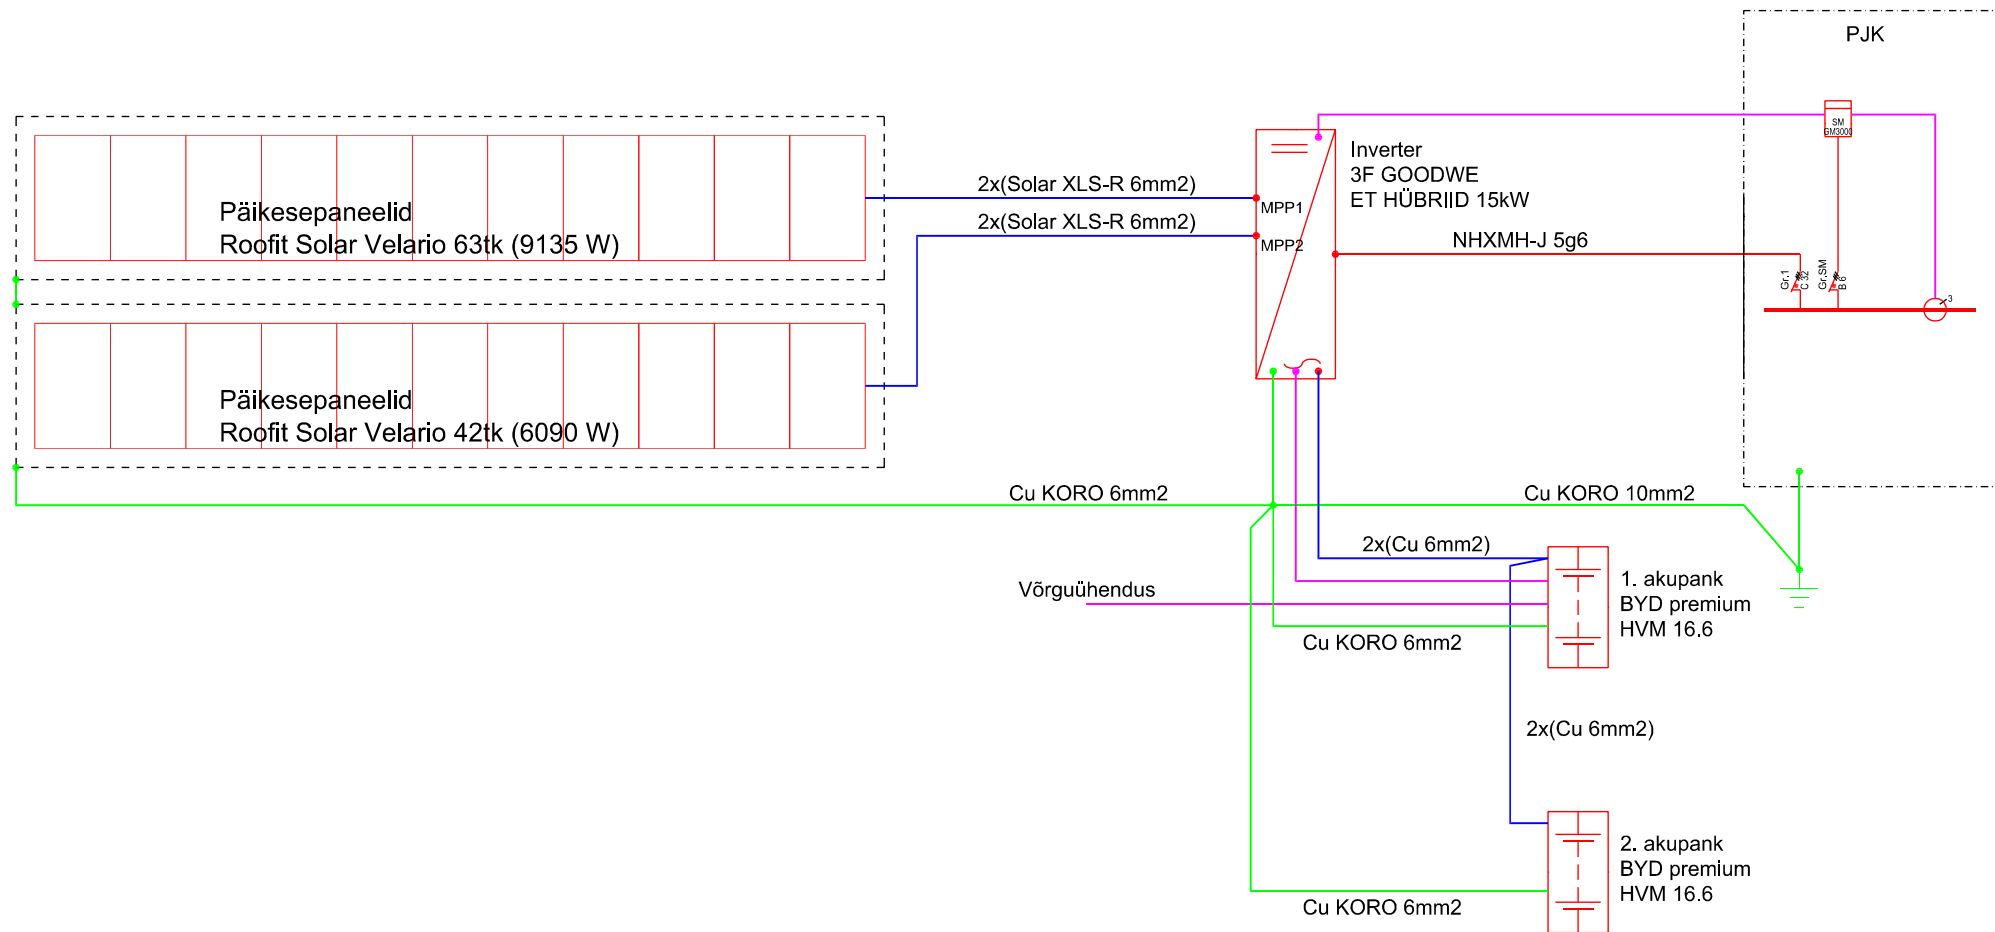 PJK
SM
GM3000
Päikesepaneelid
Roofit Solar Velario 63tk (9135 W)
2x(Solar XLS-R 6mm2)
2x(Solar XLS-R 6mm2)
MPP1
MPP2
Inverter
3F GOODWE
ET HÜBRIID 15kW
NHXMH-J 5g6
Gr.1
C 32
Gr.SM
B 6
3
Päikesepaneelid
Roofit Solar Velario 42tk (6090 W)
Cu KORO 6mm2
Cu KORO 10mm2
2x(Cu 6mm2)
Võrguühendus
1. akupank
BYD premium
HVM 16.6
Cu KORO 6mm2
2x(Cu 6mm2)
2. akupank
BYD premium
HVM 16.6
Cu KORO 6mm2